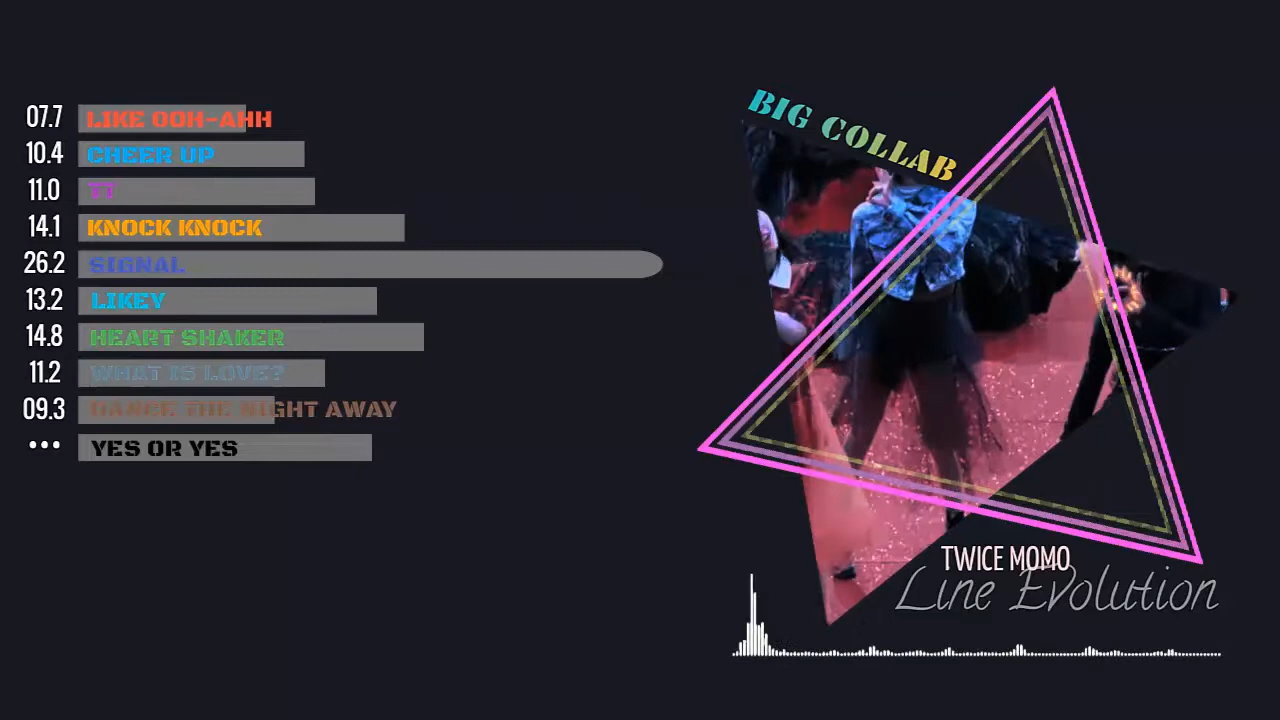 07.7 LIKE OOH-AHH
10.4 CHEER UP
11.0 TT
14.1 KNOCK KNOCK
26.2 SIGNAL
13.2 LIKEY
14.8 HEART SHAKER
11.2 WHAT IS LOVE?
09.3 DANCE THE NIGHT AWAY
••• YES OR YES
BIG COLLAB
TWICE MOMO
Line Evolution